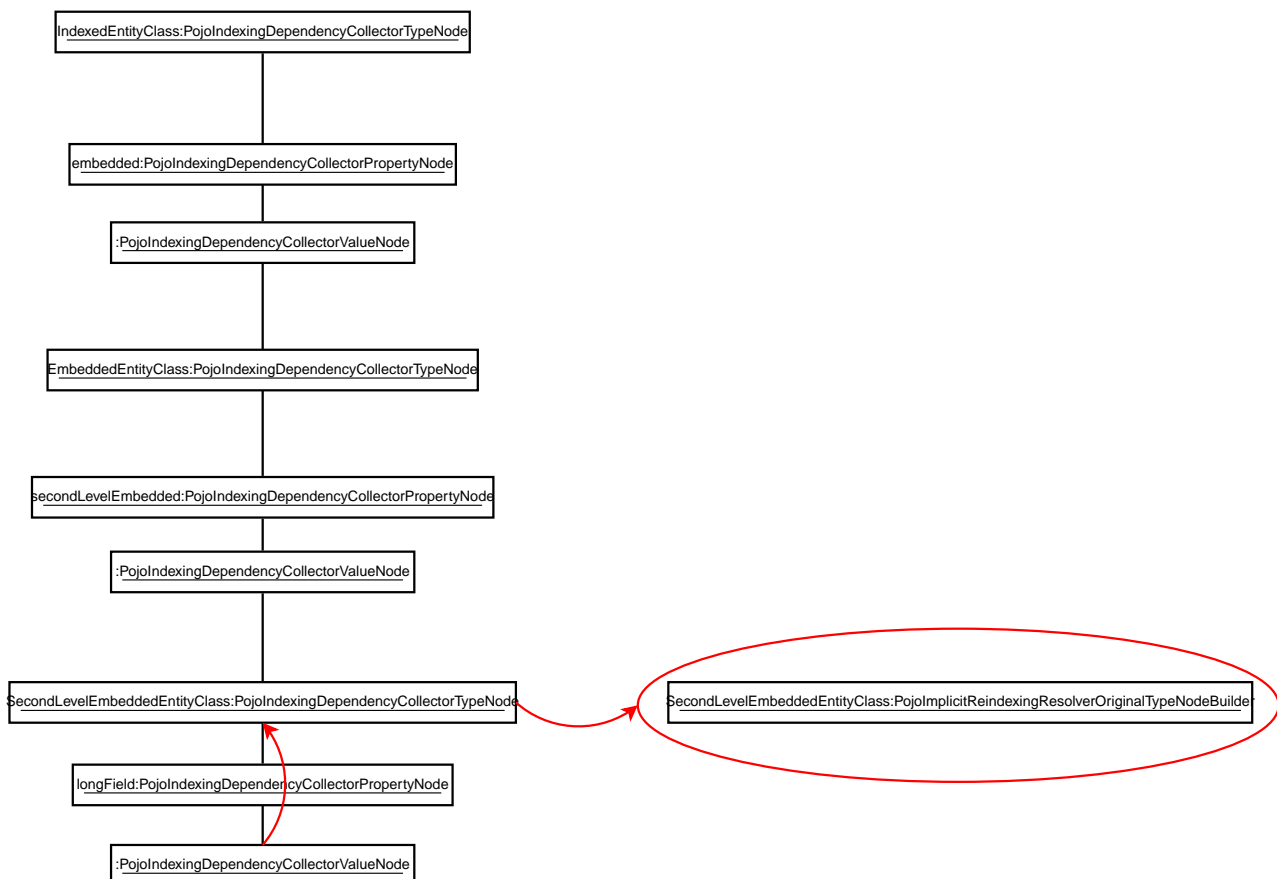 IndexedEntityClass:PojoIndexingDependencyCollectorTypeNode
embedded:PojoIndexingDependencyCollectorPropertyNode
:PojoIndexingDependencyCollectorValueNode
EmbeddedEntityClass:PojoIndexingDependencyCollectorTypeNode
secondLevelEmbedded:PojoIndexingDependencyCollectorPropertyNode
:PojoIndexingDependencyCollectorValueNode
SecondLevelEmbeddedEntityClass:PojoIndexingDependencyCollectorTypeNode
SecondLevelEmbeddedEntityClass:PojoImplicitReindexingResolverOriginalTypeNodeBuilder
longField:PojoIndexingDependencyCollectorPropertyNode
:PojoIndexingDependencyCollectorValueNode